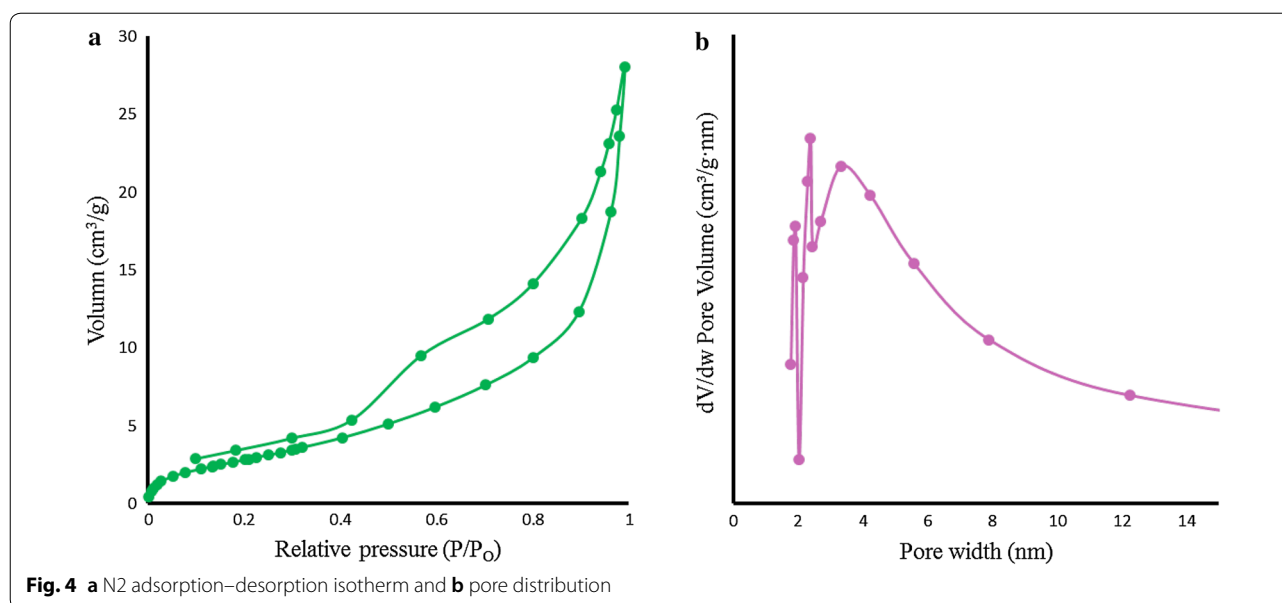 a
30
25
20
15
10
5
0
Volumn (cm³/g)
0 0.2 0.4 0.6 0.8 1
Relative pressure (P/P_O)
b
dV/dw Pore Volume (cm³/g·nm)
0 2 4 6 8 10 12 14
Pore width (nm)
Fig. 4 a N2 adsorption–desorption isotherm and b pore distribution